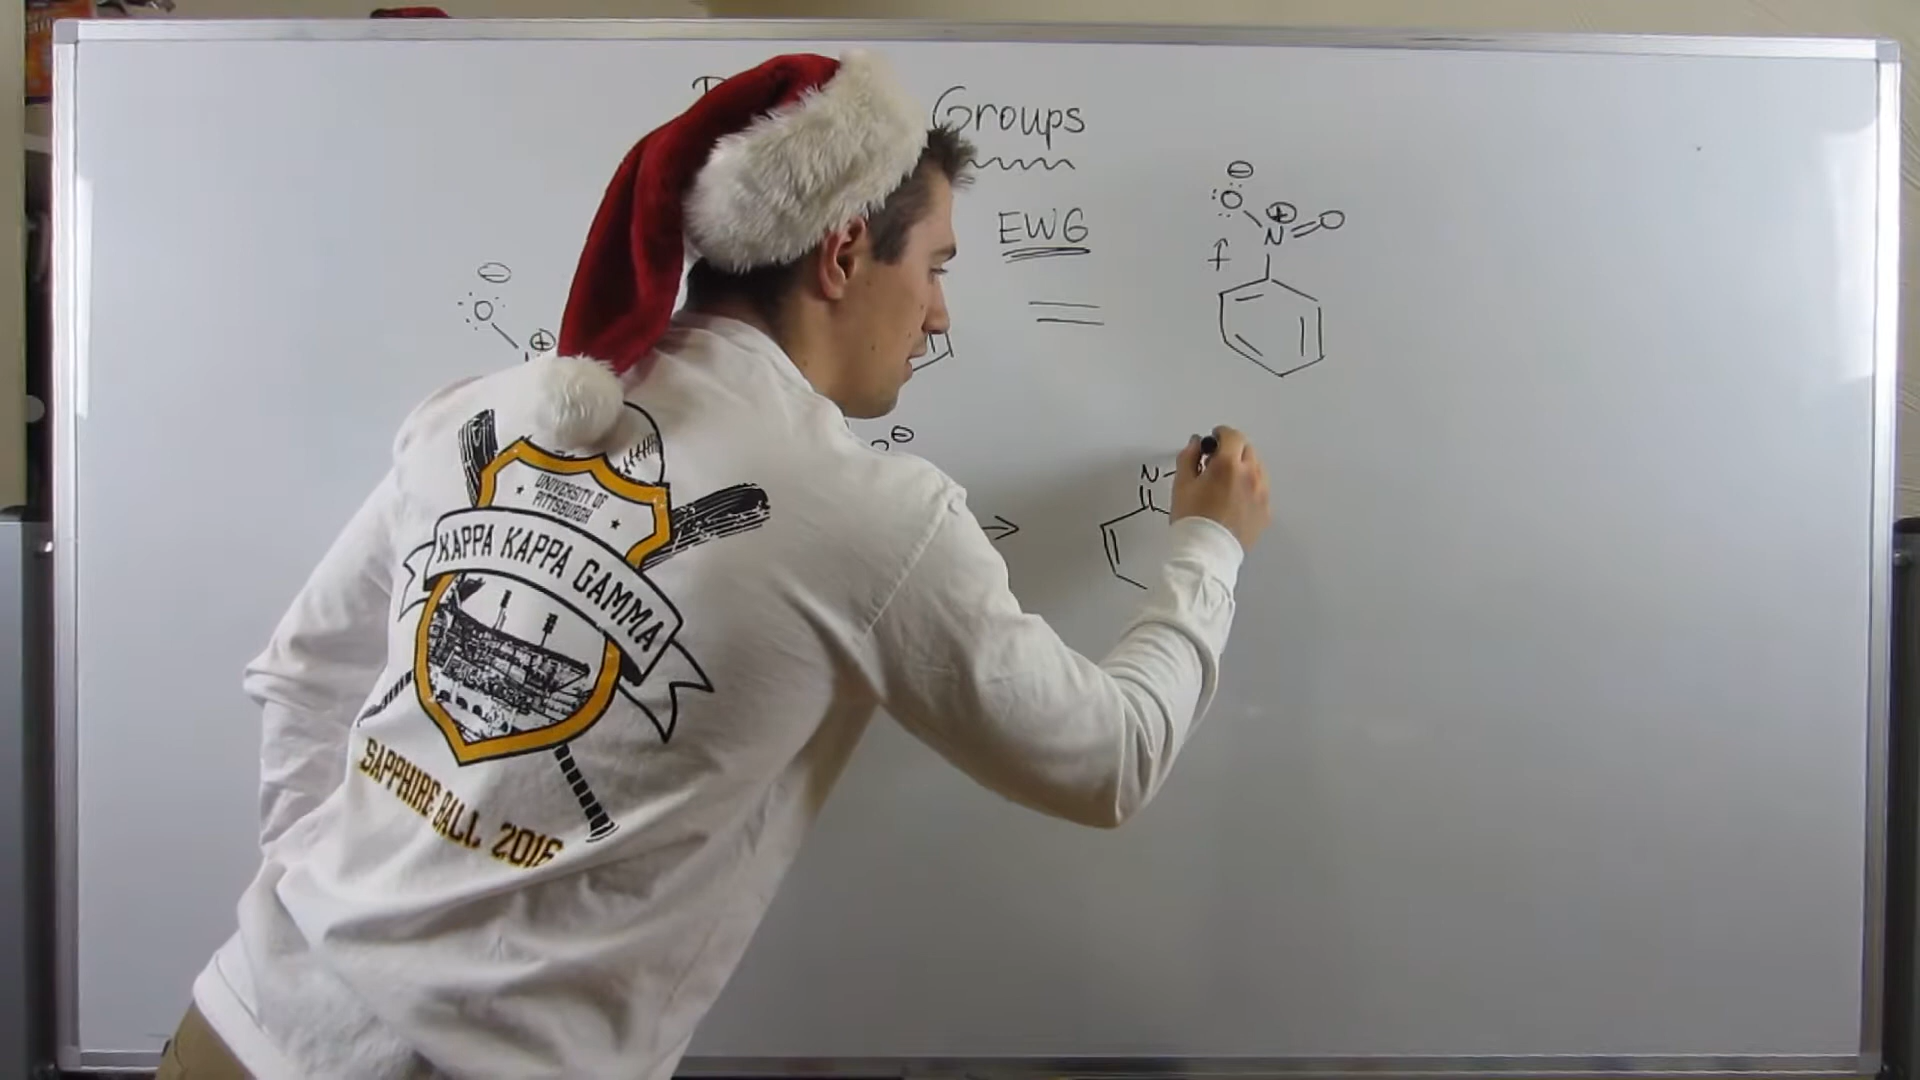 Groups
EWG
⊖
:O:
⊕
N
O
f
⊖
:O:
⊕
⊖
N
UNIVERSITY OF
PITTSBURGH
KAPPA KAPPA GAMMA
SAPPHIRE BALL 2016